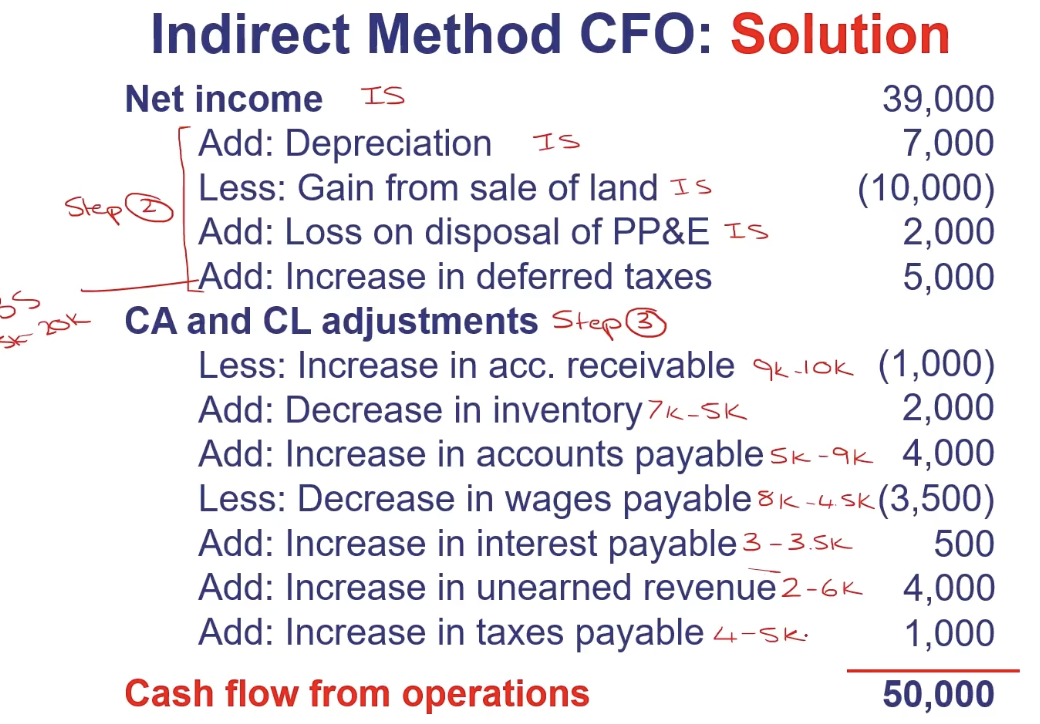 Indirect Method CFO: Solution
Net income IS 39,000
Add: Depreciation IS 7,000
Less: Gain from sale of land IS (10,000)
Step 2
Add: Loss on disposal of PP&E IS 2,000
Add: Increase in deferred taxes 5,000
CA and CL adjustments Step 3
20K
Less: Increase in acc. receivable 9K-10K (1,000)
Add: Decrease in inventory 7K-5K 2,000
Add: Increase in accounts payable 5K-9K 4,000
Less: Decrease in wages payable 8K-4.5K (3,500)
Add: Increase in interest payable 3-3.5K 500
Add: Increase in unearned revenue 2-6K 4,000
Add: Increase in taxes payable 4-5K. 1,000
Cash flow from operations 50,000